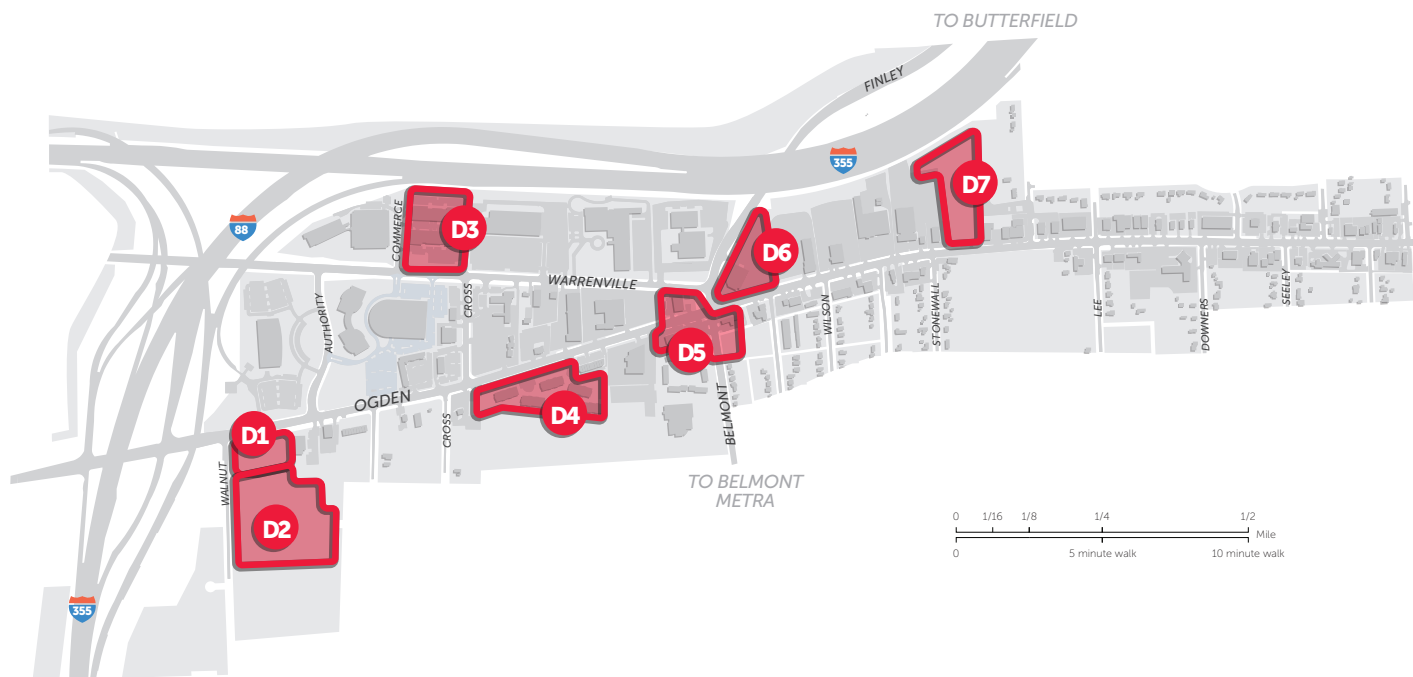 TO BUTTERFIELD
FINLEY
355
D7
88
COMMERCE
D3
D6
WARRENVILLE
CROSS
AUTHORITY
WILSON
STONEWALL
LEE
DOWNERS
SEELEY
D5
OGDEN
D4
CROSS
BELMONT
D1
WALNUT
D2
TO BELMONT
METRA
0 1/16 1/8 1/4 1/2
Mile
0 5 minute walk 10 minute walk
355